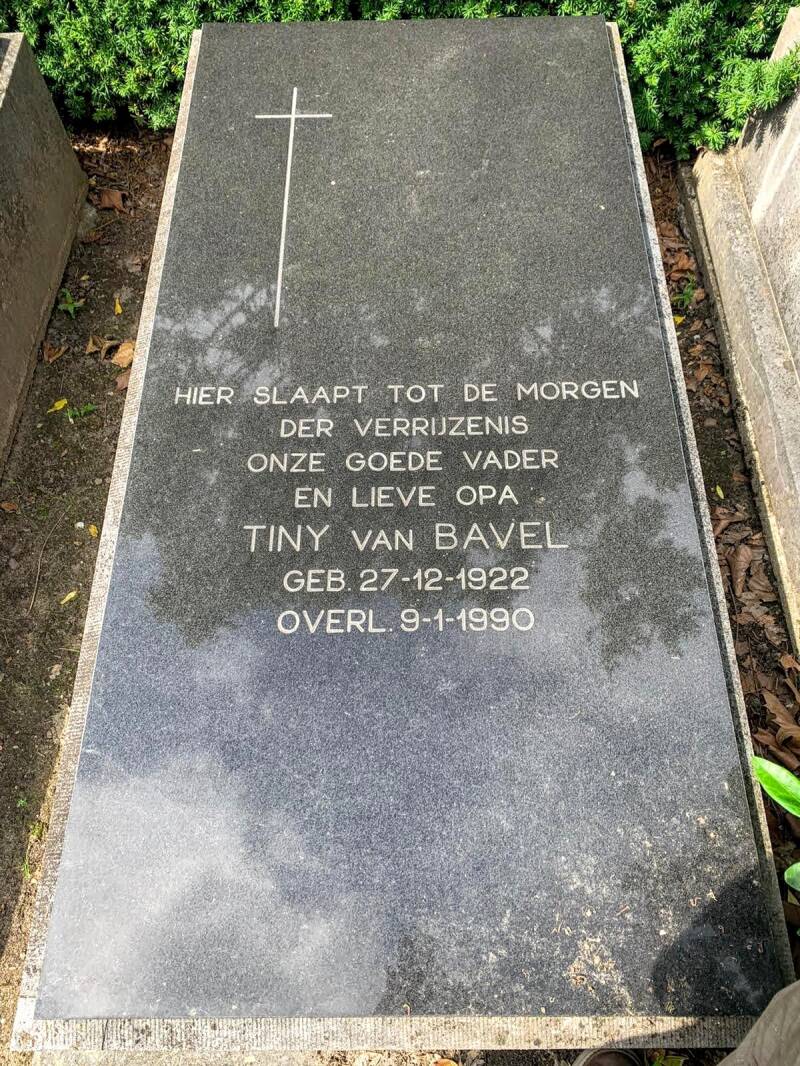 HIER SLAAPT TOT DE MORGEN
DER VERRIJZENIS
ONZE GOEDE VADER
EN LIEVE OPA
TINY VAN BAVEL
GEB. 27-12-1922
OVERL. 9-1-1990